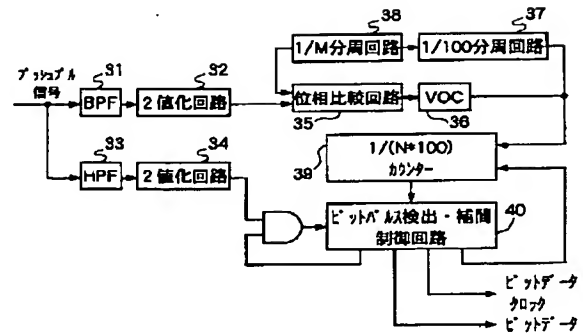 38
37
1/M分周回路
1/100分周回路
プッシュプル
信号
31
32
BPF
2値化回路
位相比較回路
VOC
35
36
33
34
HPF
2値化回路
39
1/(N*100)
カウンター
ピットパルス検出・補間
制御回路
40
ピットデータ
クロック
ピットデータ